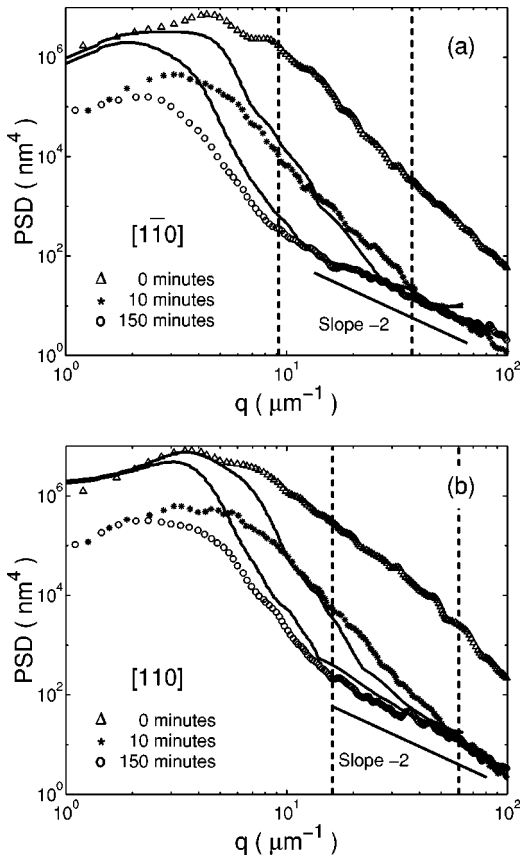 (a)
10⁶
10⁴
10²
10⁰
PSD ( nm⁴ )
[11̄0]
△ 0 minutes
* 10 minutes
○ 150 minutes
Slope −2
10⁰ 10¹ 10²
q ( μm⁻¹ )
(b)
10⁶
10⁴
10²
10⁰
PSD ( nm⁴ )
[110]
△ 0 minutes
* 10 minutes
○ 150 minutes
Slope −2
10⁰ 10¹ 10²
q ( μm⁻¹ )